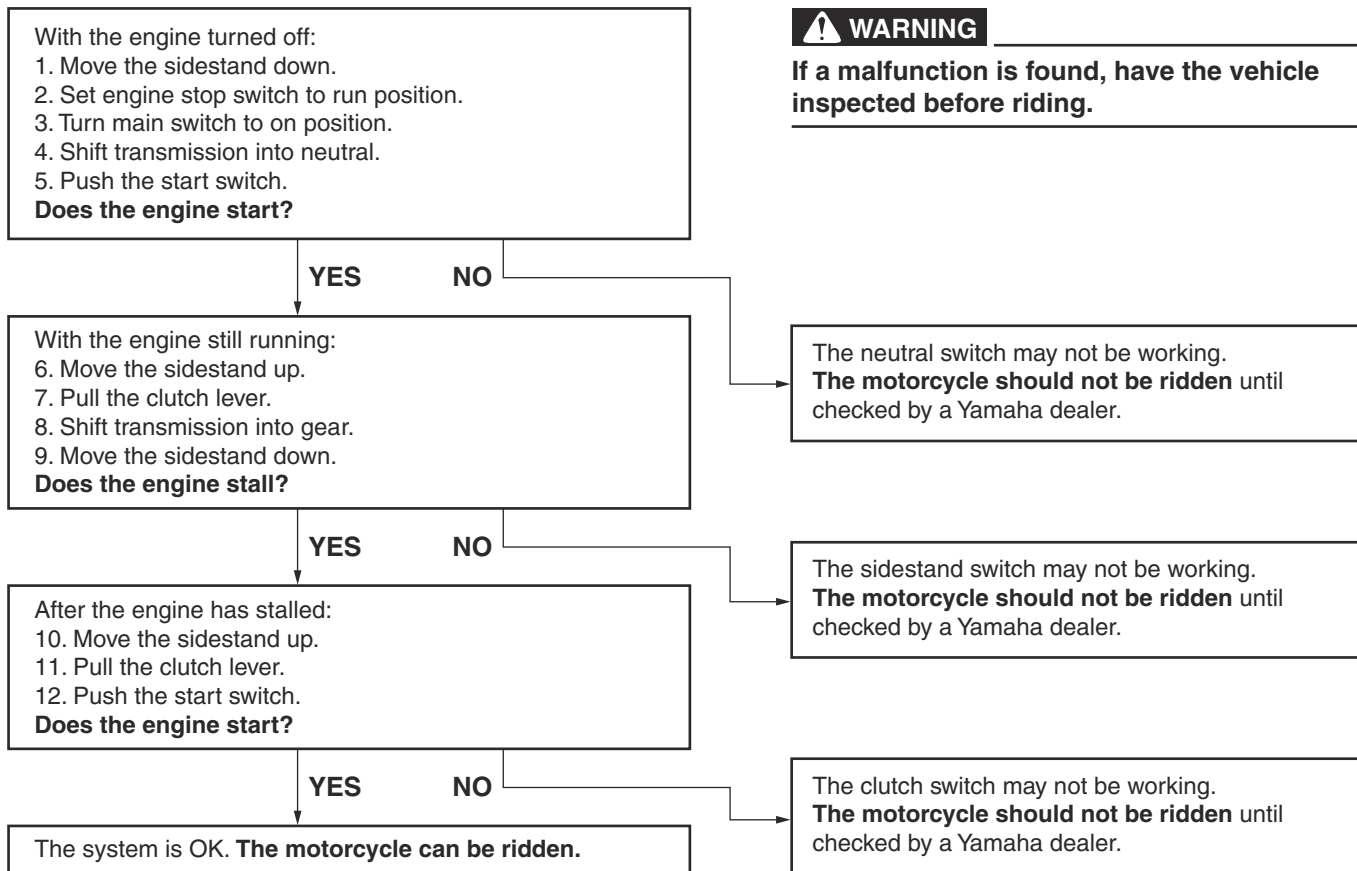 With the engine turned off:
1. Move the sidestand down.
2. Set engine stop switch to run position.
3. Turn main switch to on position.
4. Shift transmission into neutral.
5. Push the start switch.
Does the engine start?
WARNING
If a malfunction is found, have the vehicle
inspected before riding.
YES NO
With the engine still running:
6. Move the sidestand up.
7. Pull the clutch lever.
8. Shift transmission into gear.
9. Move the sidestand down.
Does the engine stall?
The neutral switch may not be working.
The motorcycle should not be ridden until
checked by a Yamaha dealer.
YES NO
After the engine has stalled:
10. Move the sidestand up.
11. Pull the clutch lever.
12. Push the start switch.
Does the engine start?
The sidestand switch may not be working.
The motorcycle should not be ridden until
checked by a Yamaha dealer.
YES NO
The system is OK. The motorcycle can be ridden.
The clutch switch may not be working.
The motorcycle should not be ridden until
checked by a Yamaha dealer.